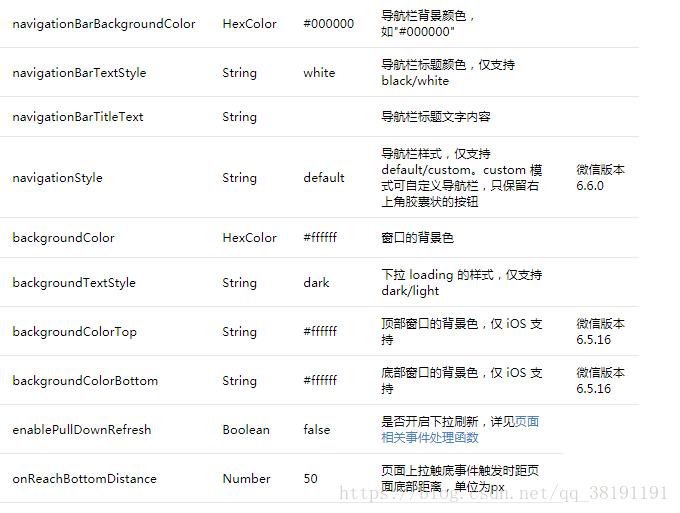 navigationBarBackgroundColor HexColor #000000 导航栏背景颜色，
如"#000000"
navigationBarTextStyle String white 导航栏标题颜色，仅支持
black/white
navigationBarTitleText String 导航栏标题文字内容
navigationStyle String default 导航栏样式，仅支持
default/custom。custom 模
式可自定义导航栏，只保留右
上角胶囊状的按钮
微信版本
6.6.0
backgroundColor HexColor #ffffff 窗口的背景色
backgroundTextStyle String dark 下拉 loading 的样式，仅支持
dark/light
backgroundColorTop String #ffffff 顶部窗口的背景色，仅 iOS 支
持
微信版本
6.5.16
backgroundColorBottom String #ffffff 底部窗口的背景色，仅 iOS 支
持
微信版本
6.5.16
enablePullDownRefresh Boolean false 是否开启下拉刷新，详见页面
相关事件处理函数
onReachBottomDistance Number 50 页面上拉触底事件触发时距页
面底部距离，单位为px
https://blog.csdn.net/qq_38191191